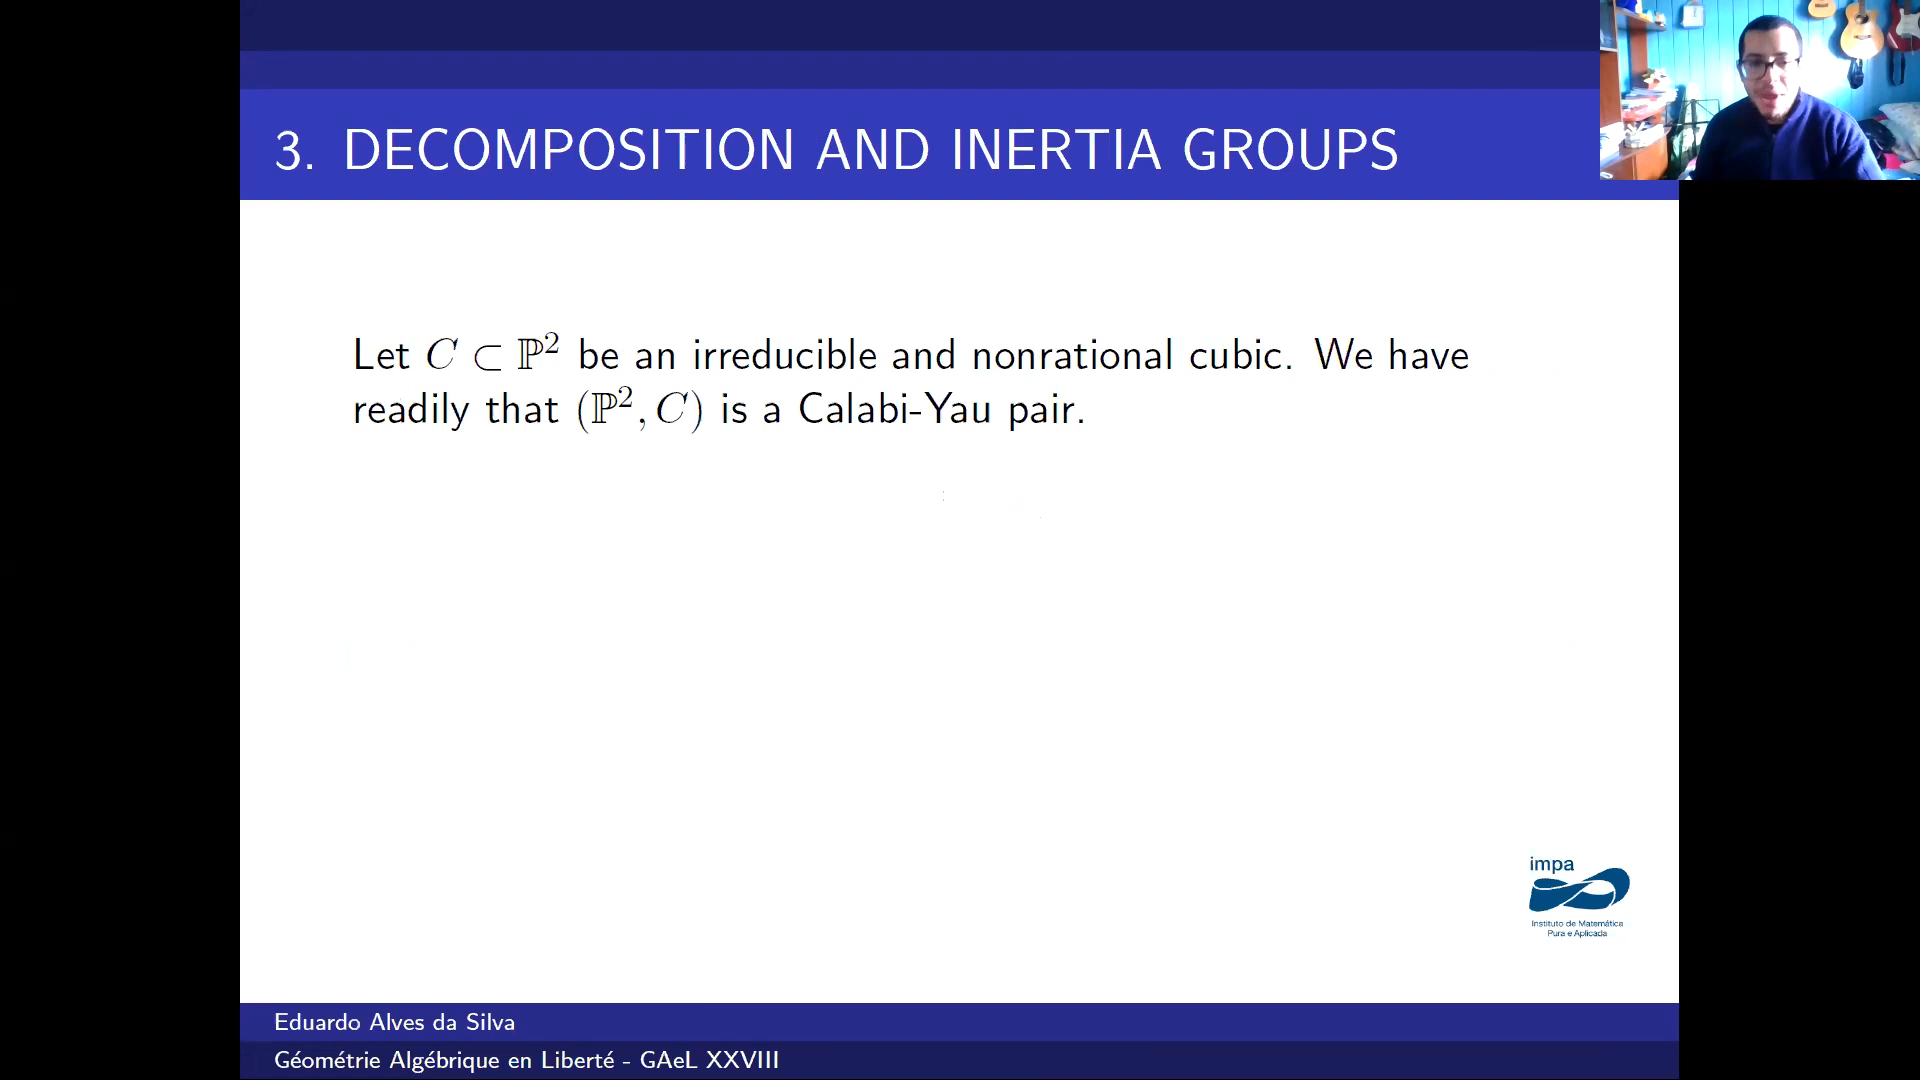 3. DECOMPOSITION AND INERTIA GROUPS
Let C ⊂ ℙ² be an irreducible and nonrational cubic. We have
readily that (ℙ², C) is a Calabi-Yau pair.
impa
Instituto de Matemática
Pura e Aplicada
Eduardo Alves da Silva
Géométrie Algébrique en Liberté - GAeL XXVIII